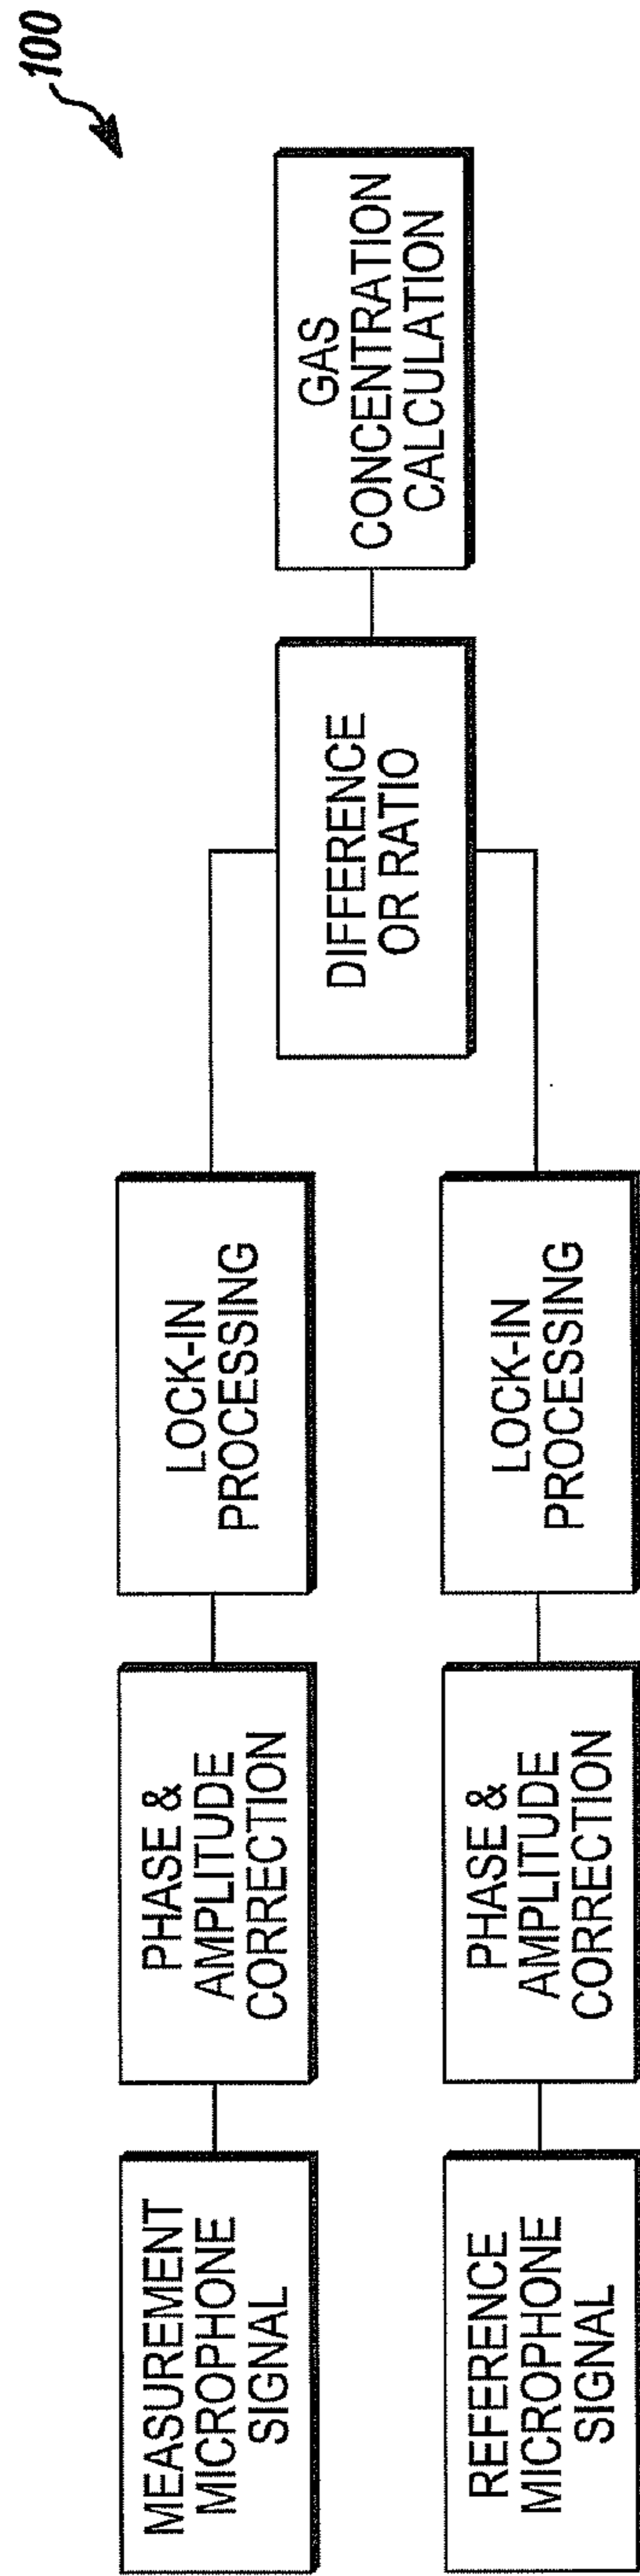 100
MEASUREMENT
MICROPHONE
SIGNAL
PHASE &
AMPLITUDE
CORRECTION
LOCK-IN
PROCESSING
REFERENCE
MICROPHONE
SIGNAL
PHASE &
AMPLITUDE
CORRECTION
LOCK-IN
PROCESSING
DIFFERENCE
OR RATIO
GAS
CONCENTRATION
CALCULATION